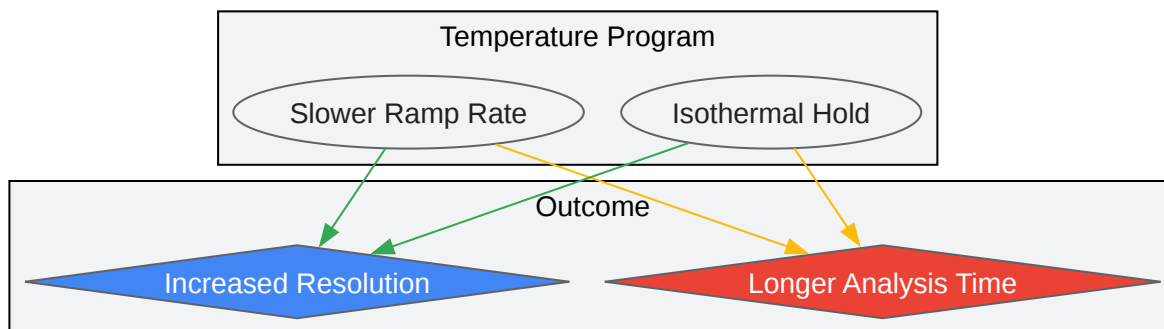 Temperature Program
Slower Ramp Rate
Isothermal Hold
Outcome
Increased Resolution
Longer Analysis Time